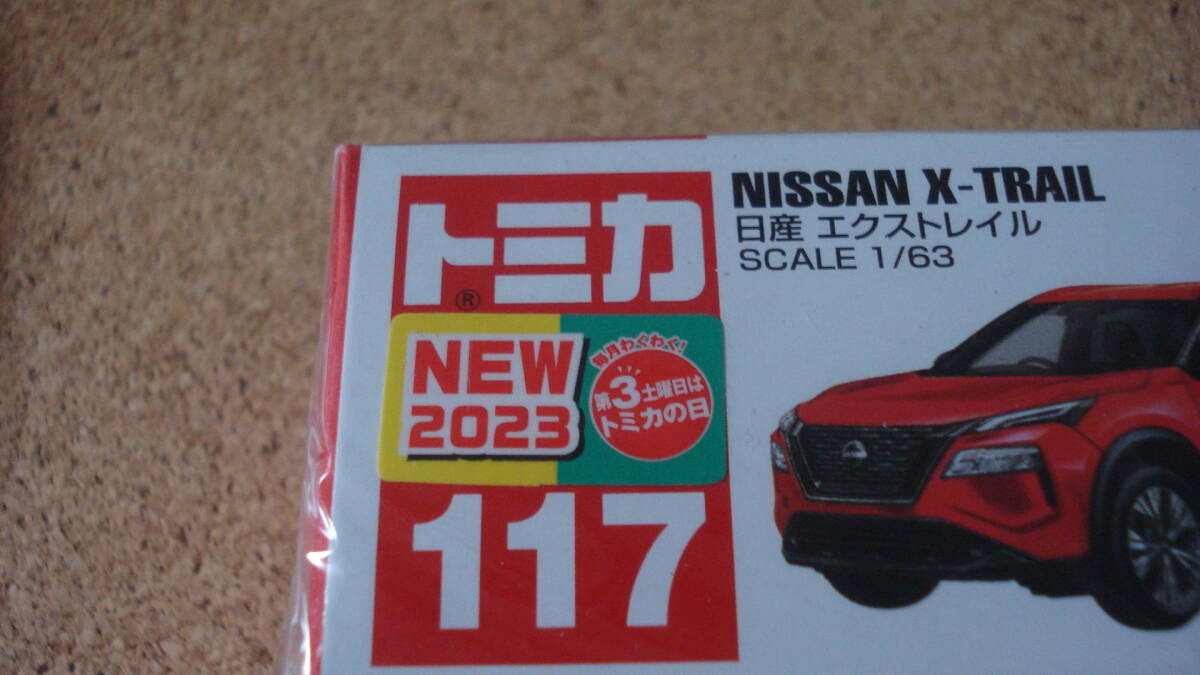 トミカ
®
NEW
2023
毎月わくわく!
第3土曜日は
トミカの日
117
NISSAN X-TRAIL
日産 エクストレイル
SCALE 1/63